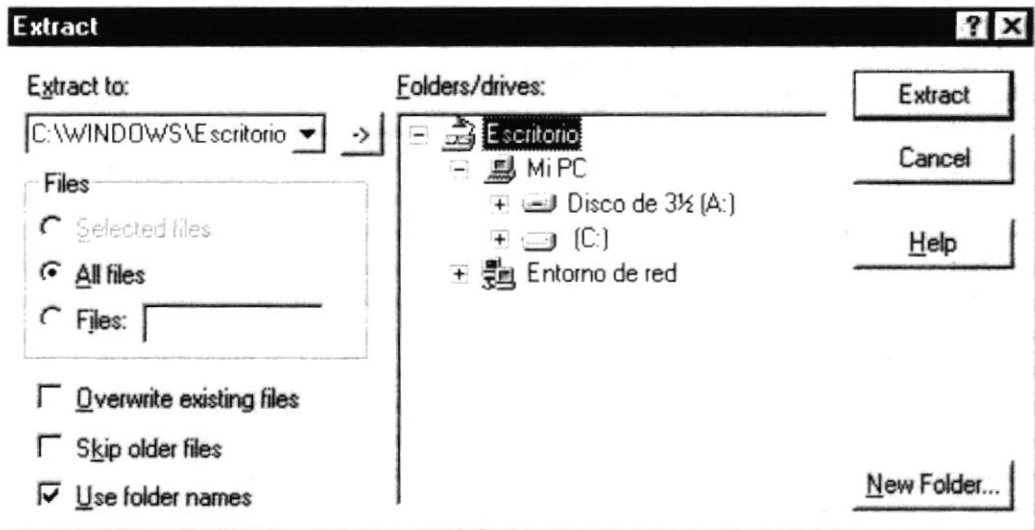 Extract
Extract to:
C:\WINDOWS\Escritorio
->
Files
Selected files
All files
Files:
Overwrite existing files
Skip older files
Use folder names
Folders/drives:
Escritorio
Mi PC
Disco de 3½ (A:)
(C:)
Entorno de red
Extract
Cancel
Help
New Folder...